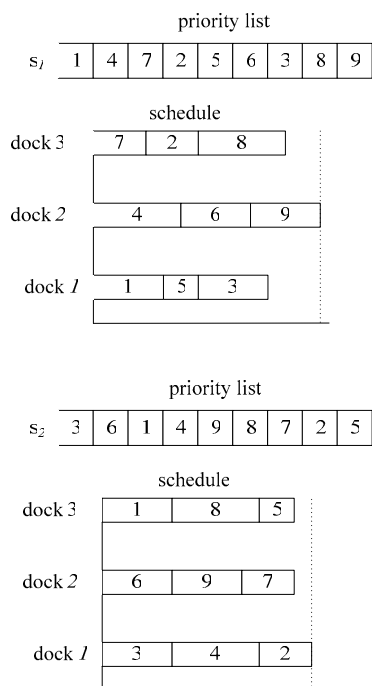 priority list
s1 1 4 7 2 5 6 3 8 9
schedule
dock 3 7 2 8
dock 2 4 6 9
dock 1 1 5 3
priority list
s2 3 6 1 4 9 8 7 2 5
schedule
dock 3 1 8 5
dock 2 6 9 7
dock 1 3 4 2